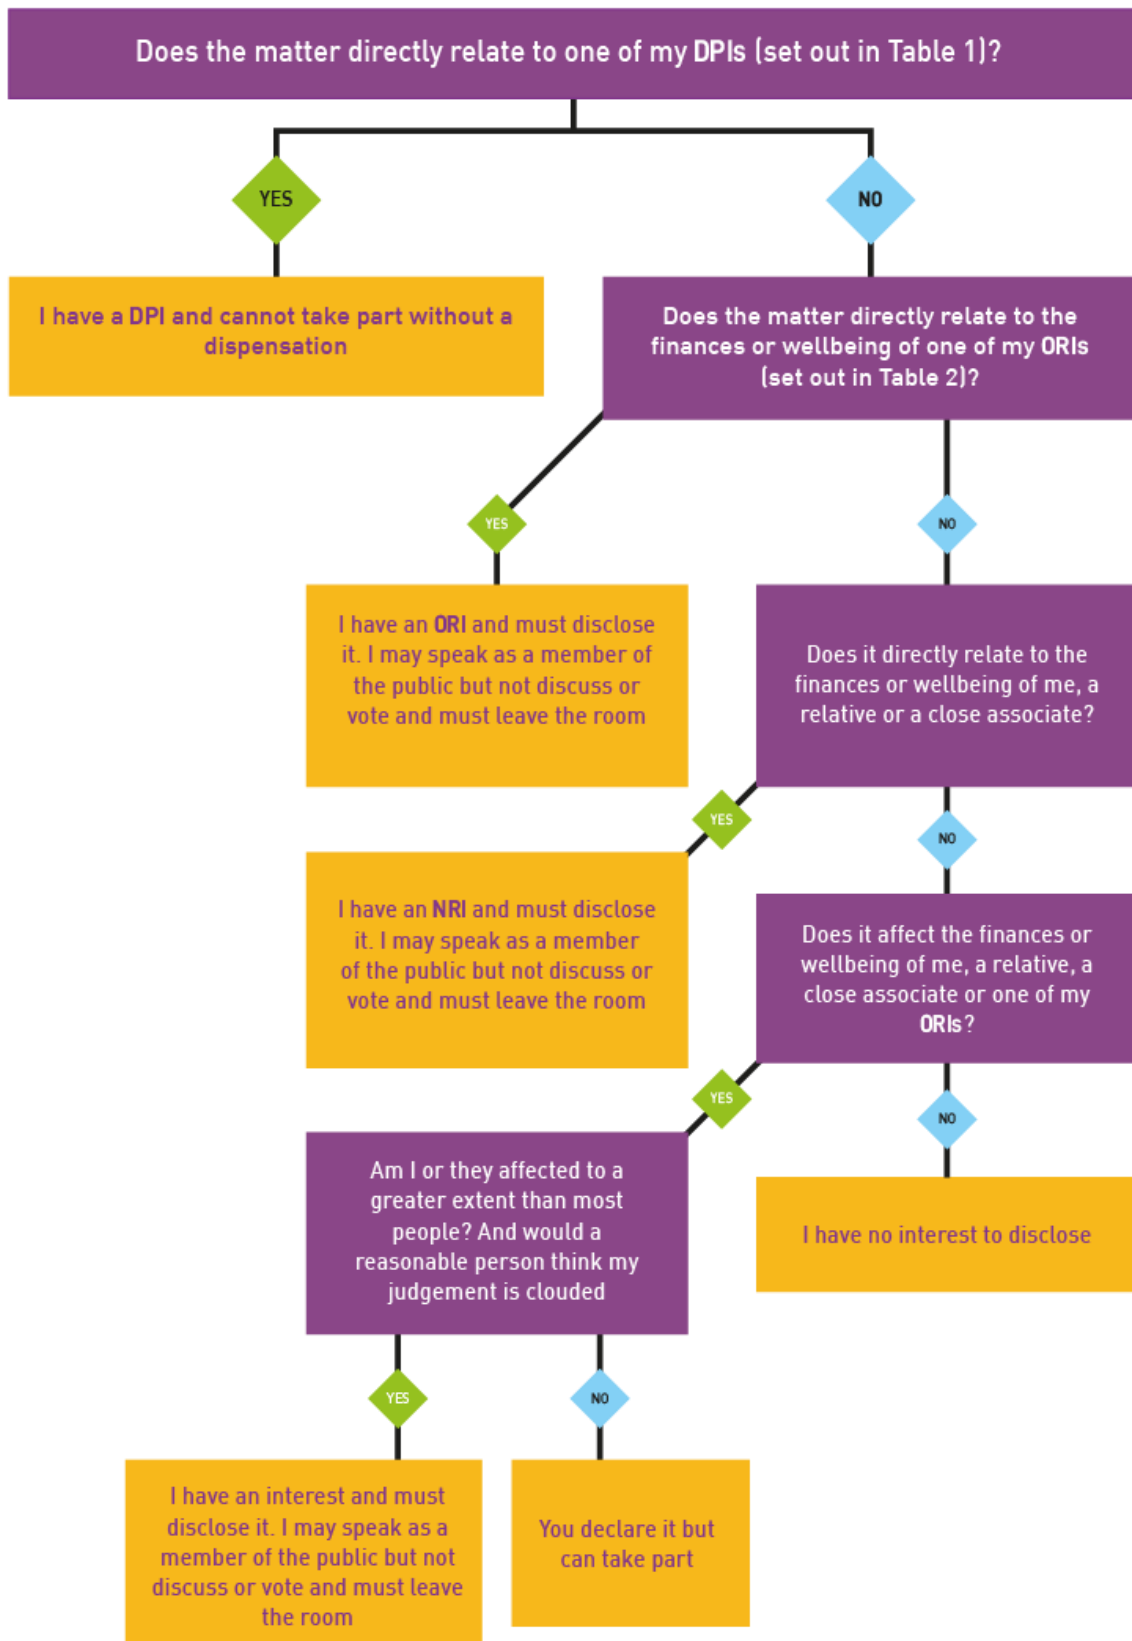 Does the matter directly relate to one of my DPIs (set out in Table 1)?
YES
NO
I have a DPI and cannot take part without a
dispensation
Does the matter directly relate to the
finances or wellbeing of one of my ORIs
(set out in Table 2)?
YES
NO
I have an ORI and must disclose
it. I may speak as a member of
the public but not discuss or
vote and must leave the room
Does it directly relate to the
finances or wellbeing of me, a
relative or a close associate?
YES
NO
I have an NRI and must disclose
it. I may speak as a member
of the public but not discuss or
vote and must leave the room
Does it affect the finances or
wellbeing of me, a relative, a
close associate or one of my
ORIs?
YES
NO
Am I or they affected to a
greater extent than most
people? And would a
reasonable person think my
judgement is clouded
I have no interest to disclose
YES
NO
I have an interest and must
disclose it. I may speak as a
member of the public but not
discuss or vote and must leave
the room
You declare it but
can take part